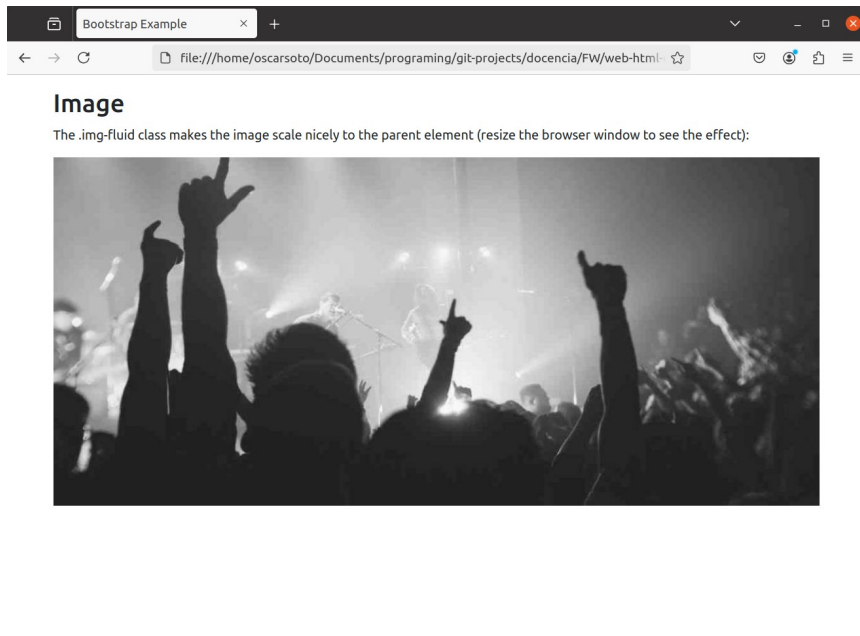 Bootstrap Example
file:///home/oscarsoto/Documents/programing/git-projects/docencia/FW/web-html-
Image
The .img-fluid class makes the image scale nicely to the parent element (resize the browser window to see the effect):